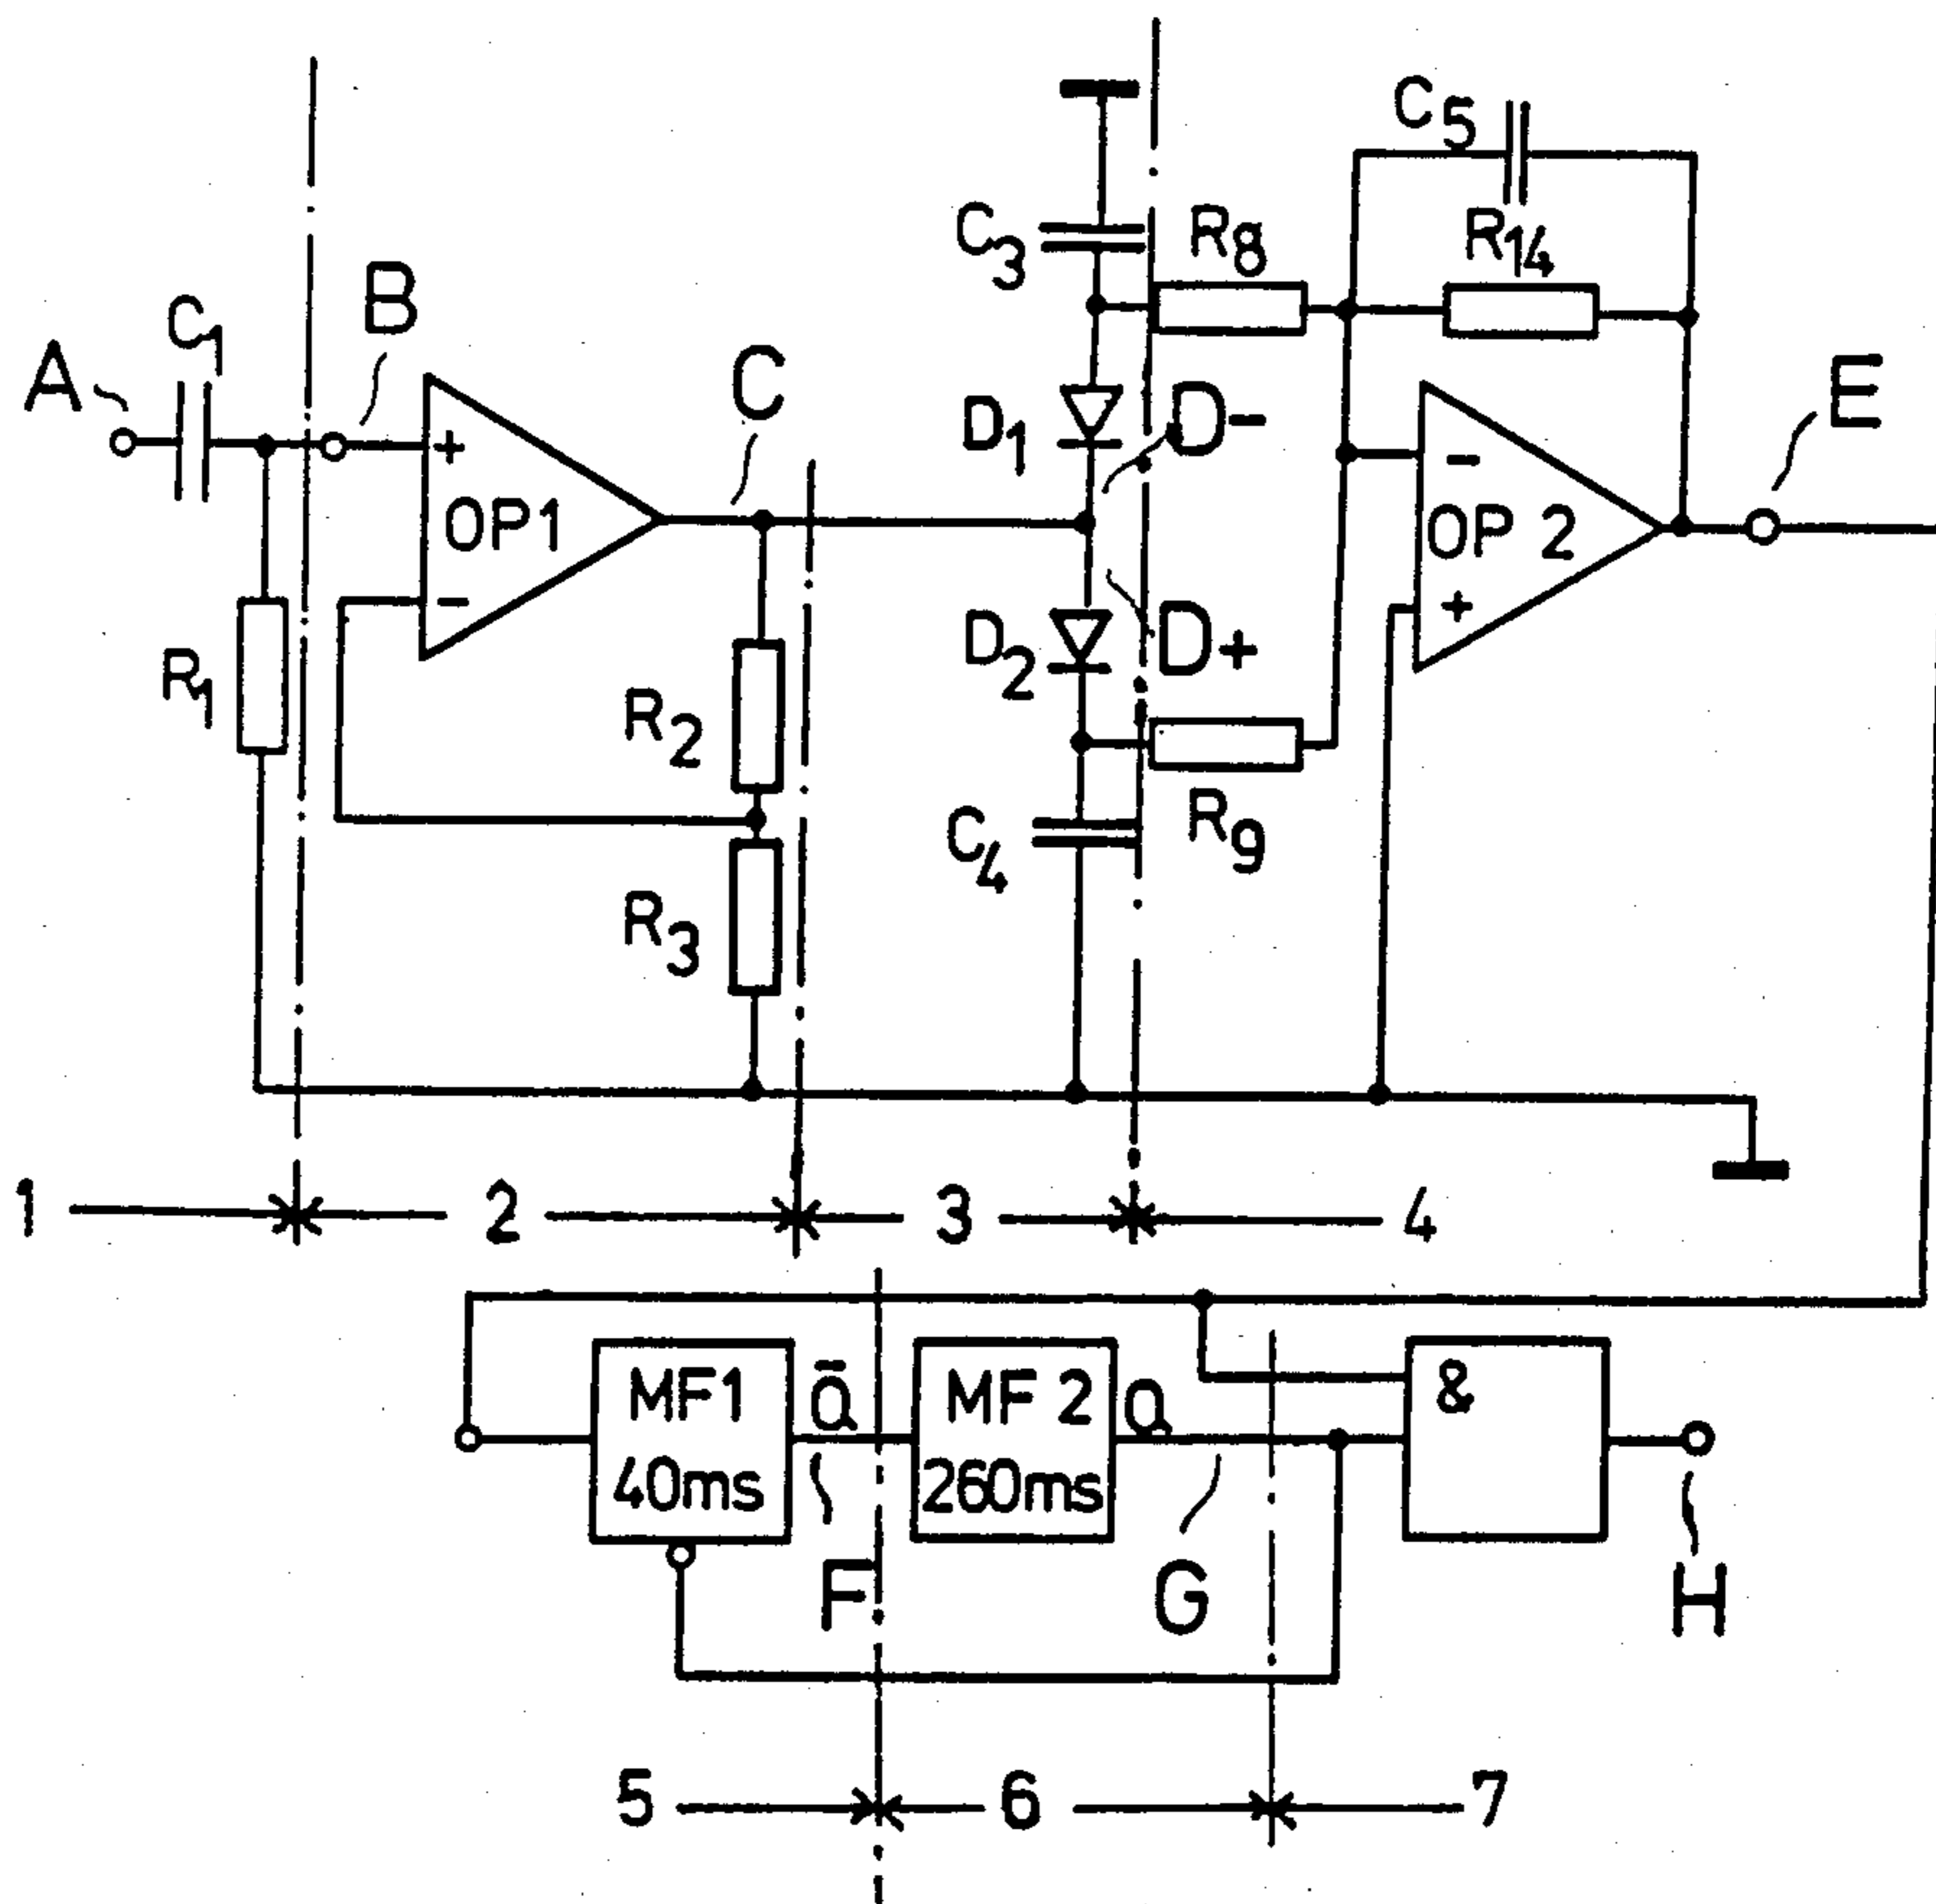 C5
C3
R8
R14
B
C1
A
C
D1
D-
E
+
OP1
-
-
OP 2
+
R1
R2
D2
D+
C4
R9
R3
1
2
3
4
MF1
40ms
Q̄
MF 2
260ms
Q
&
F
G
H
5
6
7